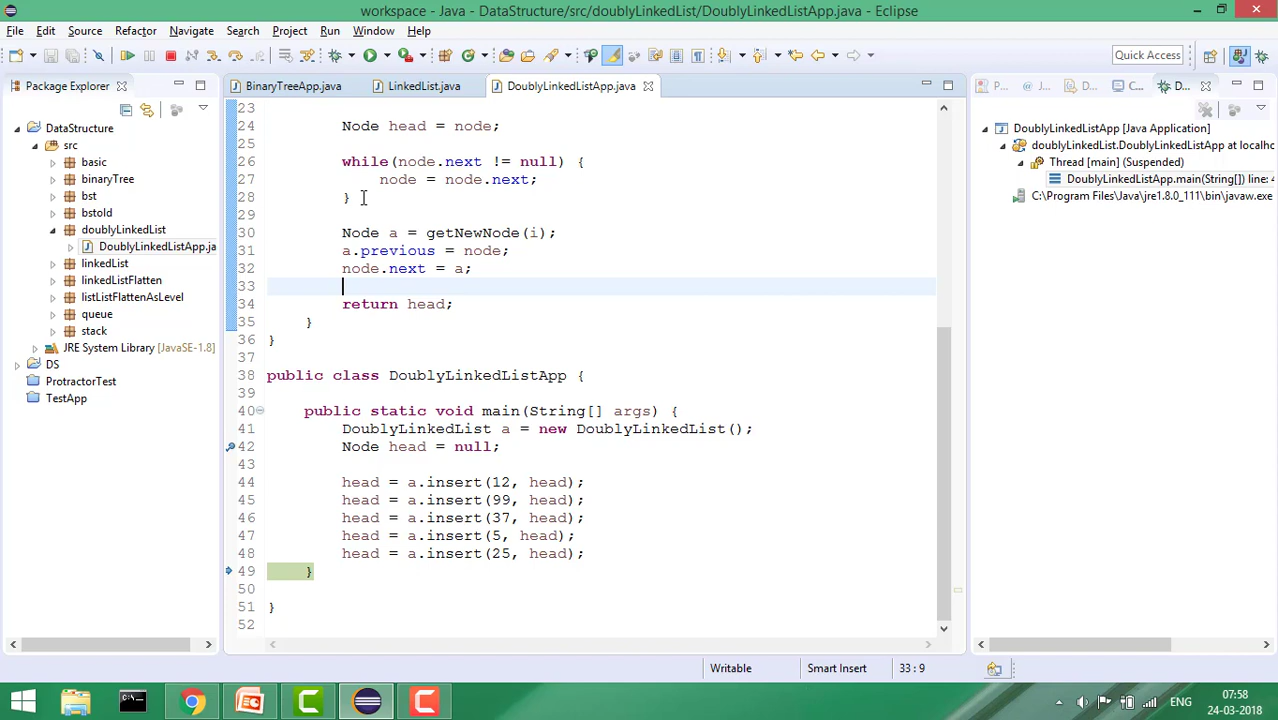 workspace - Java - DataStructure/src/doublyLinkedList/DoublyLinkedListApp.java - Eclipse
File Edit Source Refactor Navigate Search Project Run Window Help
Quick Access
Package Explorer
BinaryTreeApp.java LinkedList.java DoublyLinkedListApp.java
P... J... D... C... D...
DataStructure
src
basic
binaryTree
bst
bstold
doublyLinkedList
DoublyLinkedListApp.ja
linkedList
linkedListFlatten
listListFlattenAsLevel
queue
stack
JRE System Library [JavaSE-1.8]
DS
ProtractorTest
TestApp
23
24 Node head = node;
25
26 while(node.next != null) {
27 node = node.next;
28 }
29
30 Node a = getNewNode(i);
31 a.previous = node;
32 node.next = a;
33
34 return head;
35 }
36 }
37
38 public class DoublyLinkedListApp {
39
40 public static void main(String[] args) {
41 DoublyLinkedList a = new DoublyLinkedList();
42 Node head = null;
43
44 head = a.insert(12, head);
45 head = a.insert(99, head);
46 head = a.insert(37, head);
47 head = a.insert(5, head);
48 head = a.insert(25, head);
49 }
50
51 }
52
DoublyLinkedListApp [Java Application]
doublyLinkedList.DoublyLinkedListApp at localho
Thread [main] (Suspended)
DoublyLinkedListApp.main(String[]) line: 4
C:\Program Files\Java\jre1.8.0_111\bin\javaw.exe
Writable Smart Insert 33 : 9
ENG
07:58
24-03-2018